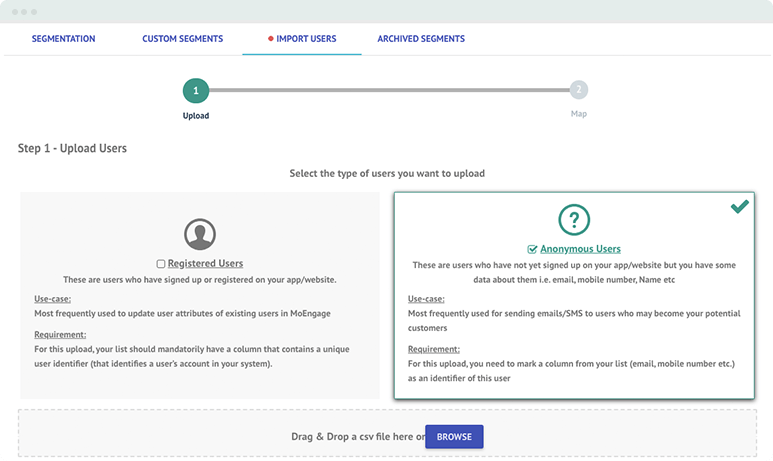 SEGMENTATION CUSTOM SEGMENTS IMPORT USERS ARCHIVED SEGMENTS
1 2
Upload Map
Step 1 - Upload Users
Select the type of users you want to upload
Registered Users
These are users who have signed up or registered on your app/website.
Use-case:
Most frequently used to update user attributes of existing users in MoEngage
Requirement:
For this upload, your list should mandatorily have a column that contains a unique
user identifier (that identifies a user's account in your system).
?
Anonymous Users
These are users who have not yet signed up on your app/website but you have some
data about them i.e. email, mobile number, Name etc
Use-case:
Most frequently used for sending emails/SMS to users who may become your potential
customers
Requirement:
For this upload, you need to mark a column from your list (email, mobile number etc.)
as an identifier of this user
Drag & Drop a csv file here or BROWSE